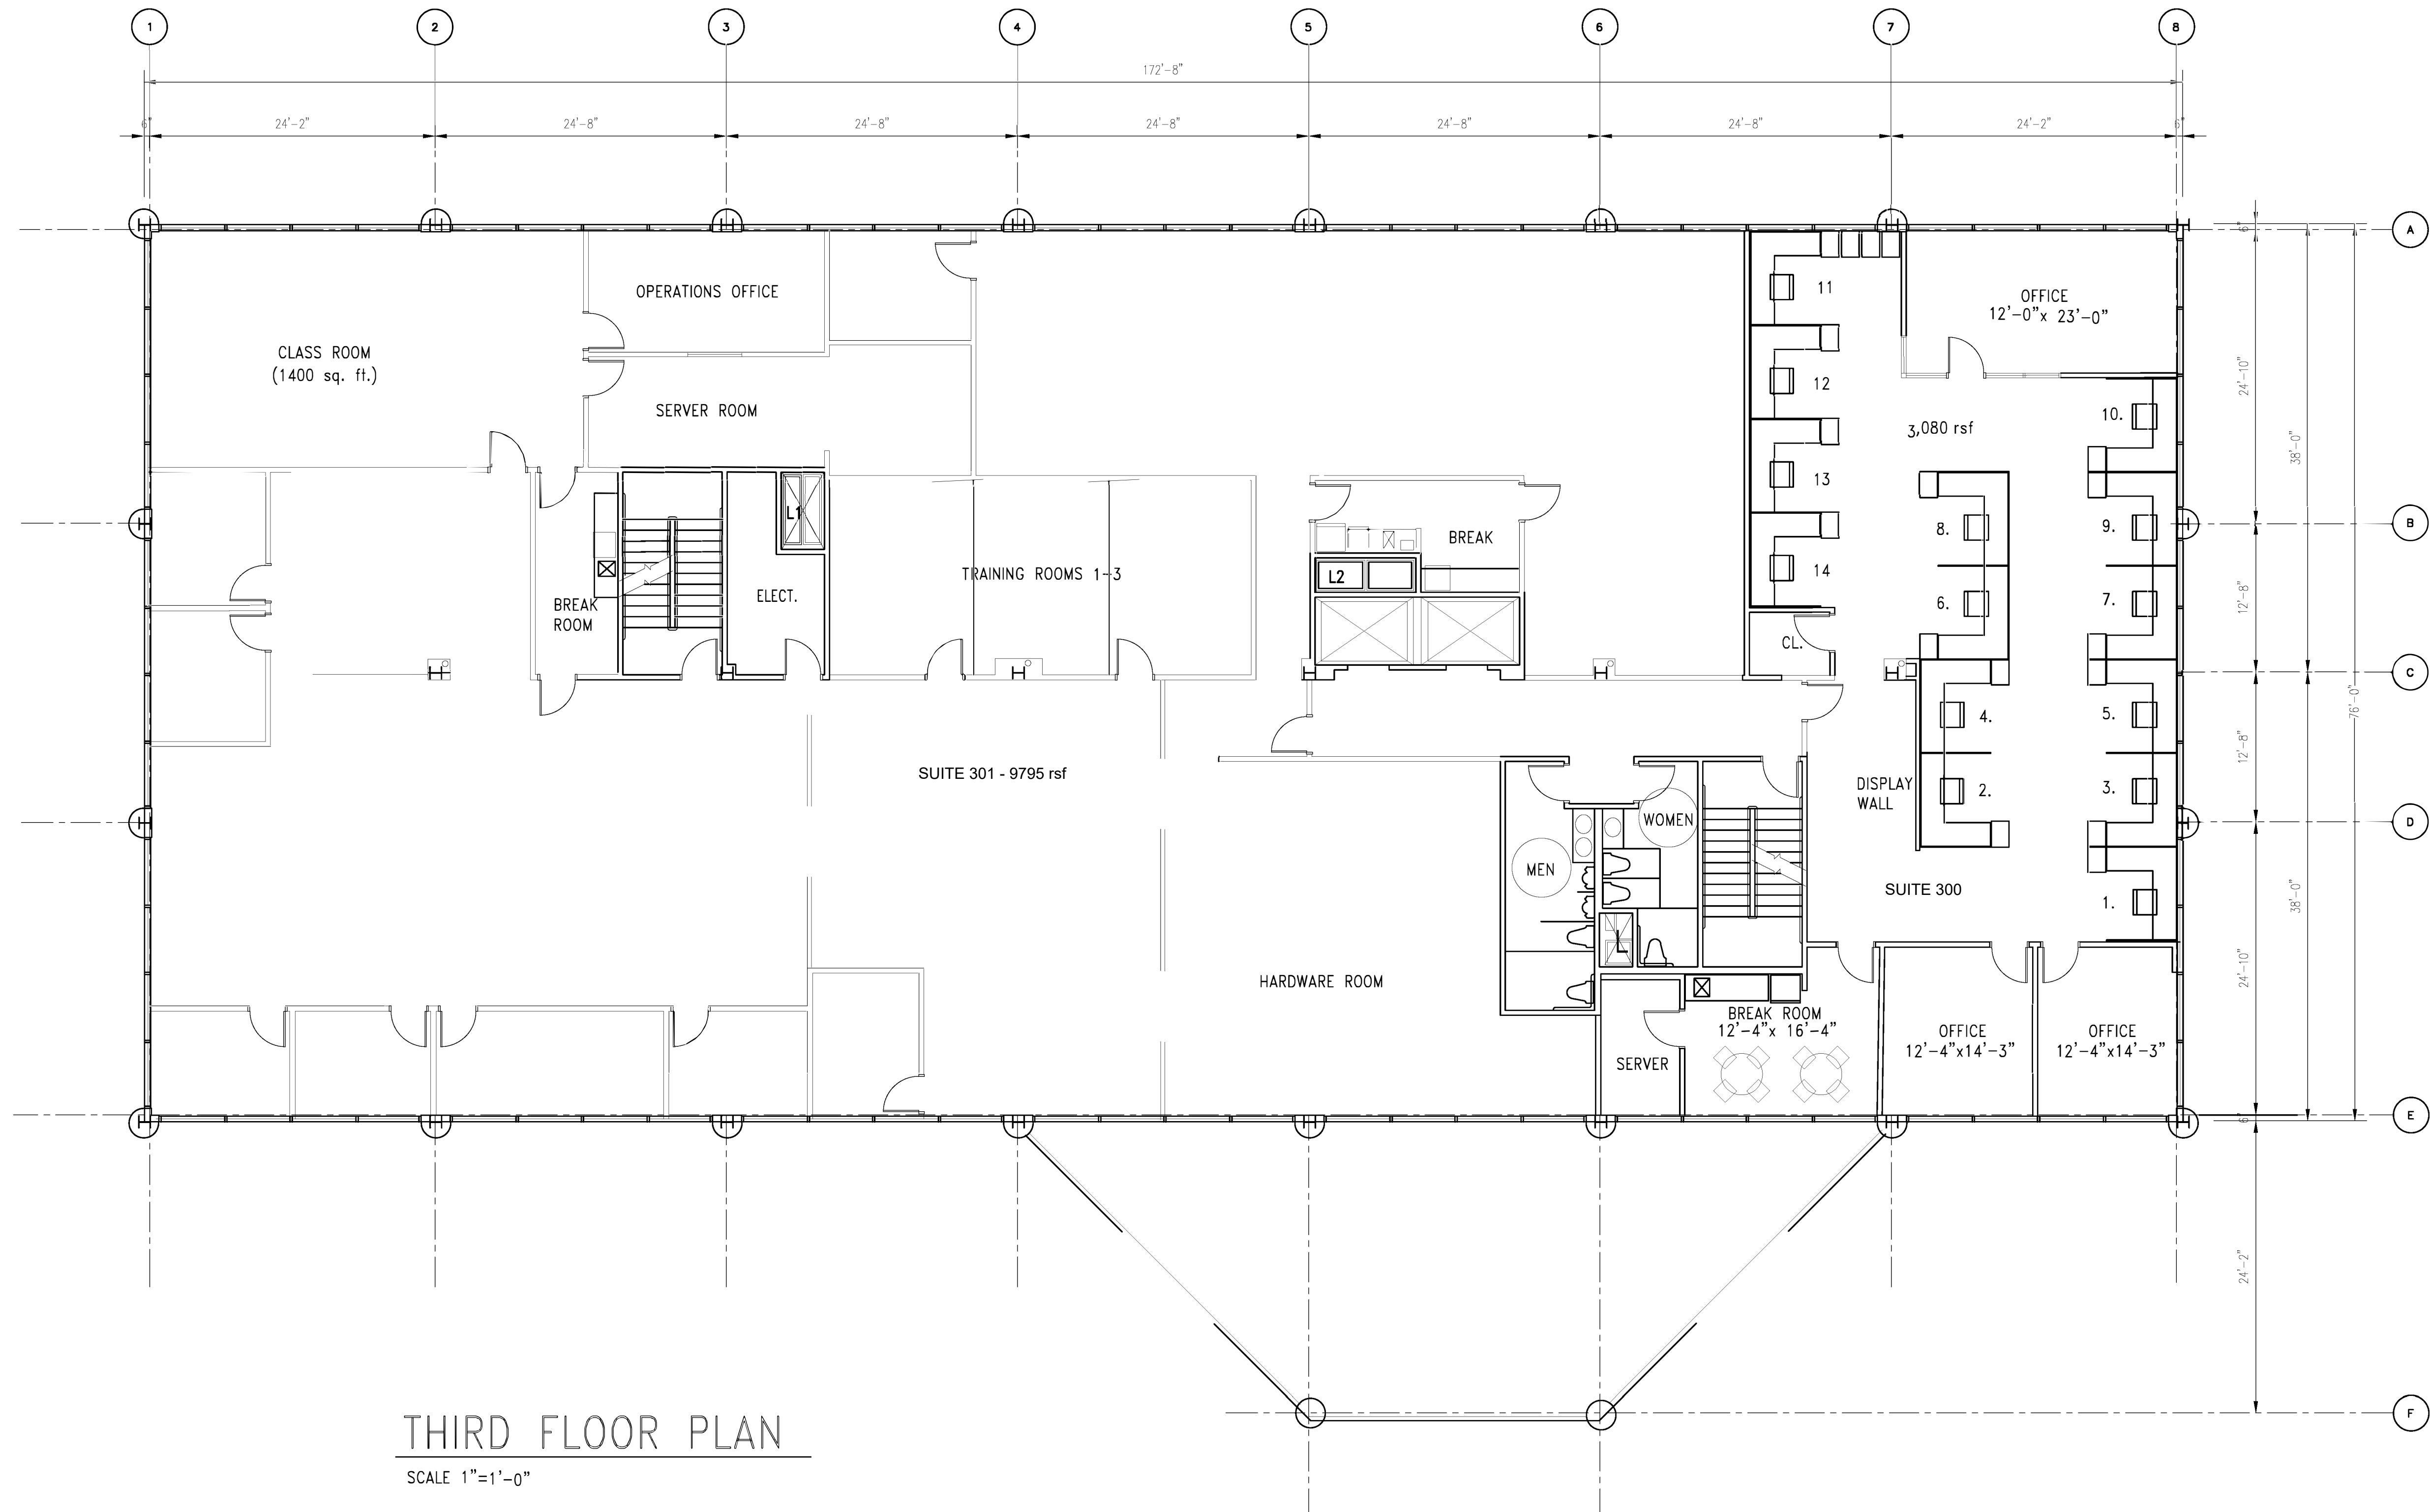 1 2 3 4 5 6 7 8
172'-8"
6" 24'-2" 24'-8" 24'-8" 24'-8" 24'-8" 24'-8" 24'-2" 6"
A
6"
OPERATIONS OFFICE
11
OFFICE
12'-0"x 23'-0"
CLASS ROOM
(1400 sq. ft.)
12
24'-10"
SERVER ROOM
10.
3,080 rsf
38'-0"
13
L1
8.
9.
B
BREAK
14
TRAINING ROOMS 1-3
L2
ELECT.
BREAK
ROOM
6.
7.
12'-8"
CL.
C
76'-0"
4.
5.
12'-8"
SUITE 301 - 9795 rsf
DISPLAY
WALL
2.
3.
WOMEN
D
MEN
SUITE 300
1.
38'-0"
L
24'-10"
HARDWARE ROOM
BREAK ROOM
12'-4"x 16'-4"
OFFICE
12'-4"x14'-3"
OFFICE
12'-4"x14'-3"
SERVER
6"
E
24'-2"
F
THIRD FLOOR PLAN
SCALE 1"=1'-0"